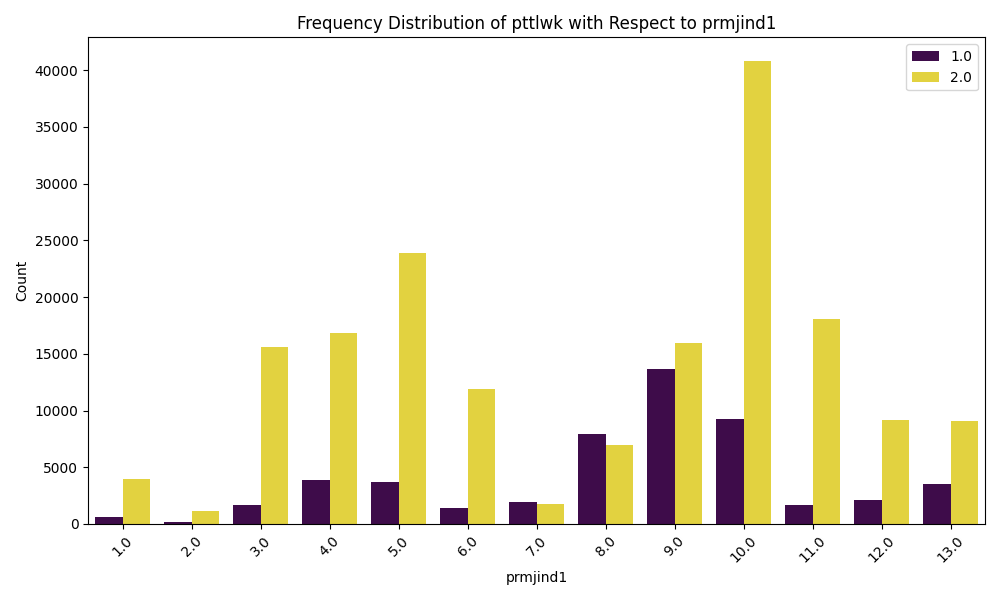 Frequency Distribution of pttlwk with Respect to prmjind1
1.0
2.0
40000
35000
30000
25000
20000
15000
10000
5000
0
Count
1.0 2.0 3.0 4.0 5.0 6.0 7.0 8.0 9.0 10.0 11.0 12.0 13.0
prmjind1